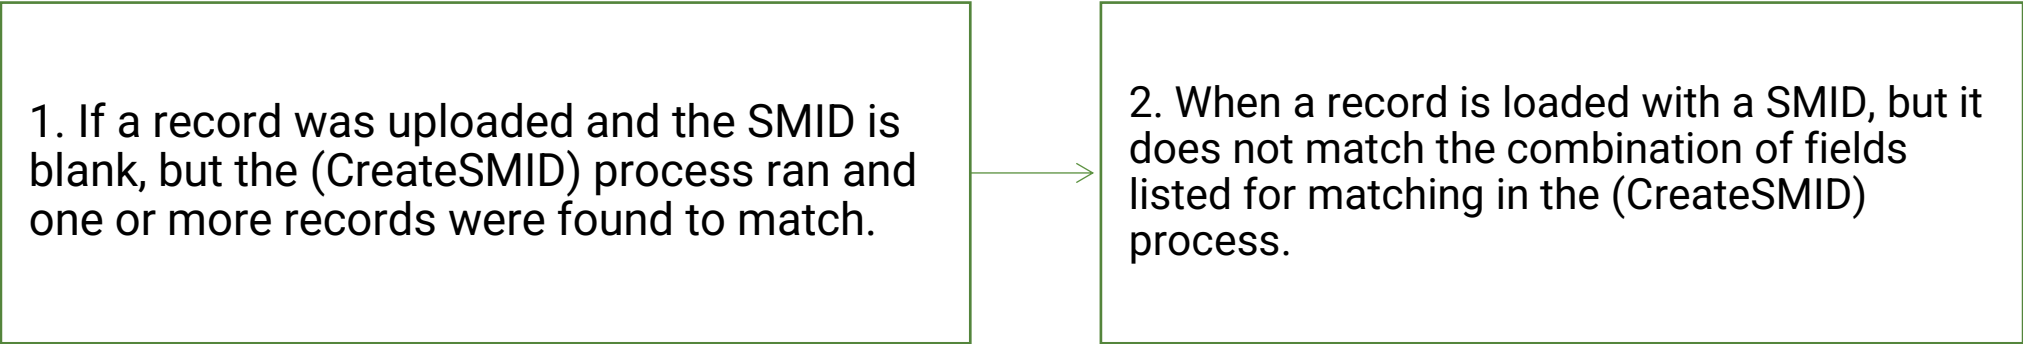 1. If a record was uploaded and the SMID is
blank, but the (CreateSMID) process ran and
one or more records were found to match.
2. When a record is loaded with a SMID, but it
does not match the combination of fields
listed for matching in the (CreateSMID)
process.